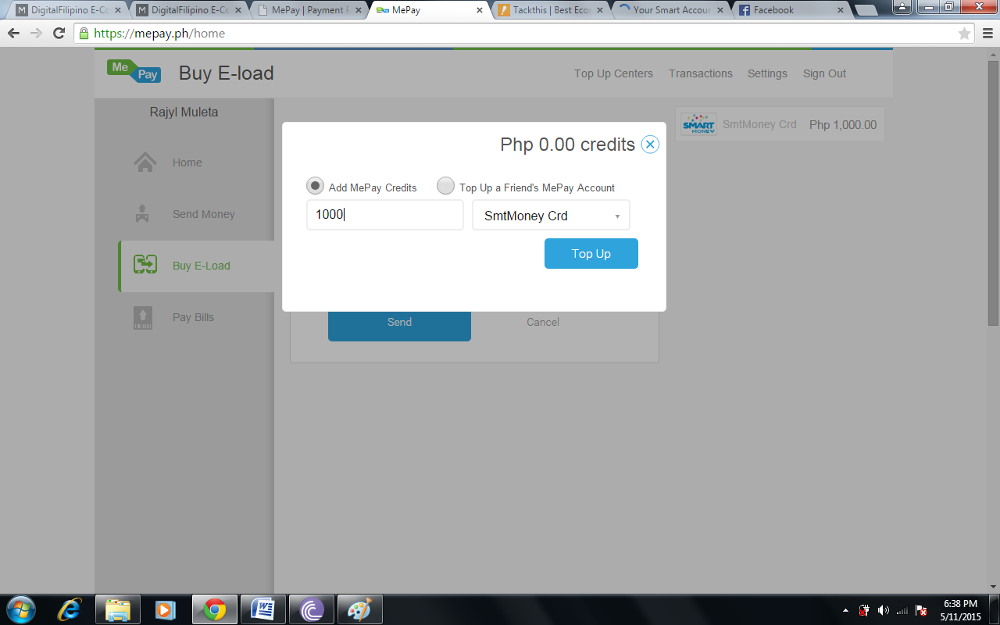 DigitalFilipino E-Co
DigitalFilipino E-Co
MePay | Payment P
MePay
Tackthis | Best Ecom
Your Smart Accoun
Facebook
https://mepay.ph/home
Me Pay
Buy E-load
Top Up Centers
Transactions
Settings
Sign Out
Rajyl Muleta
Home
Send Money
Buy E-Load
Pay Bills
SMART MONEY
SmtMoney Crd
Php 1,000.00
Php 0.00 credits
Add MePay Credits
Top Up a Friend's MePay Account
1000
SmtMoney Crd
Top Up
Send
Cancel
6:38 PM
5/11/2015